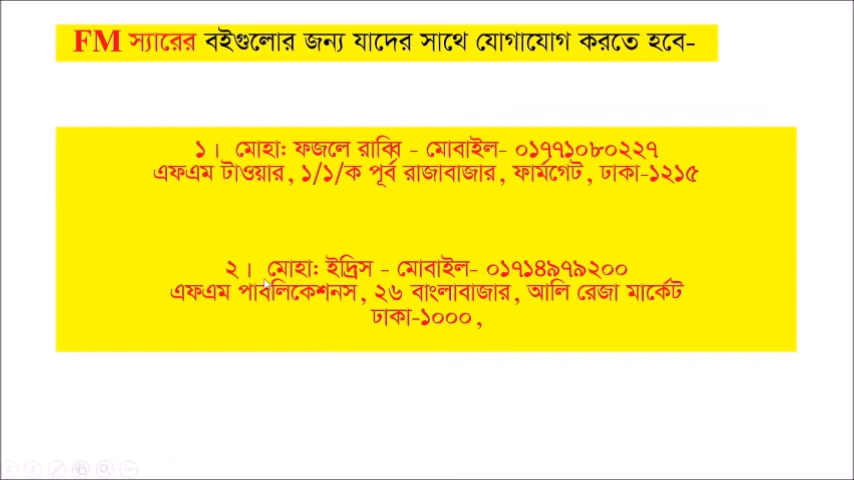 FM স্যারের বইগুলোর জন্য যাদের সাথে যোগাযোগ করতে হবে-
১। মোহা: ফজলে রাব্বি - মোবাইল- ০১৭৭১০৮০২২৭
এফএম টাওয়ার, ১/১/ক পূর্ব রাজাবাজার, ফার্মগেট, ঢাকা-১২১৫
২। মোহা: ইদ্রিস - মোবাইল- ০১৭১৪৯৭৯২০০
এফএম পাবলিকেশনস, ২৬ বাংলাবাজার, আলি রেজা মার্কেট
ঢাকা-১০০০,